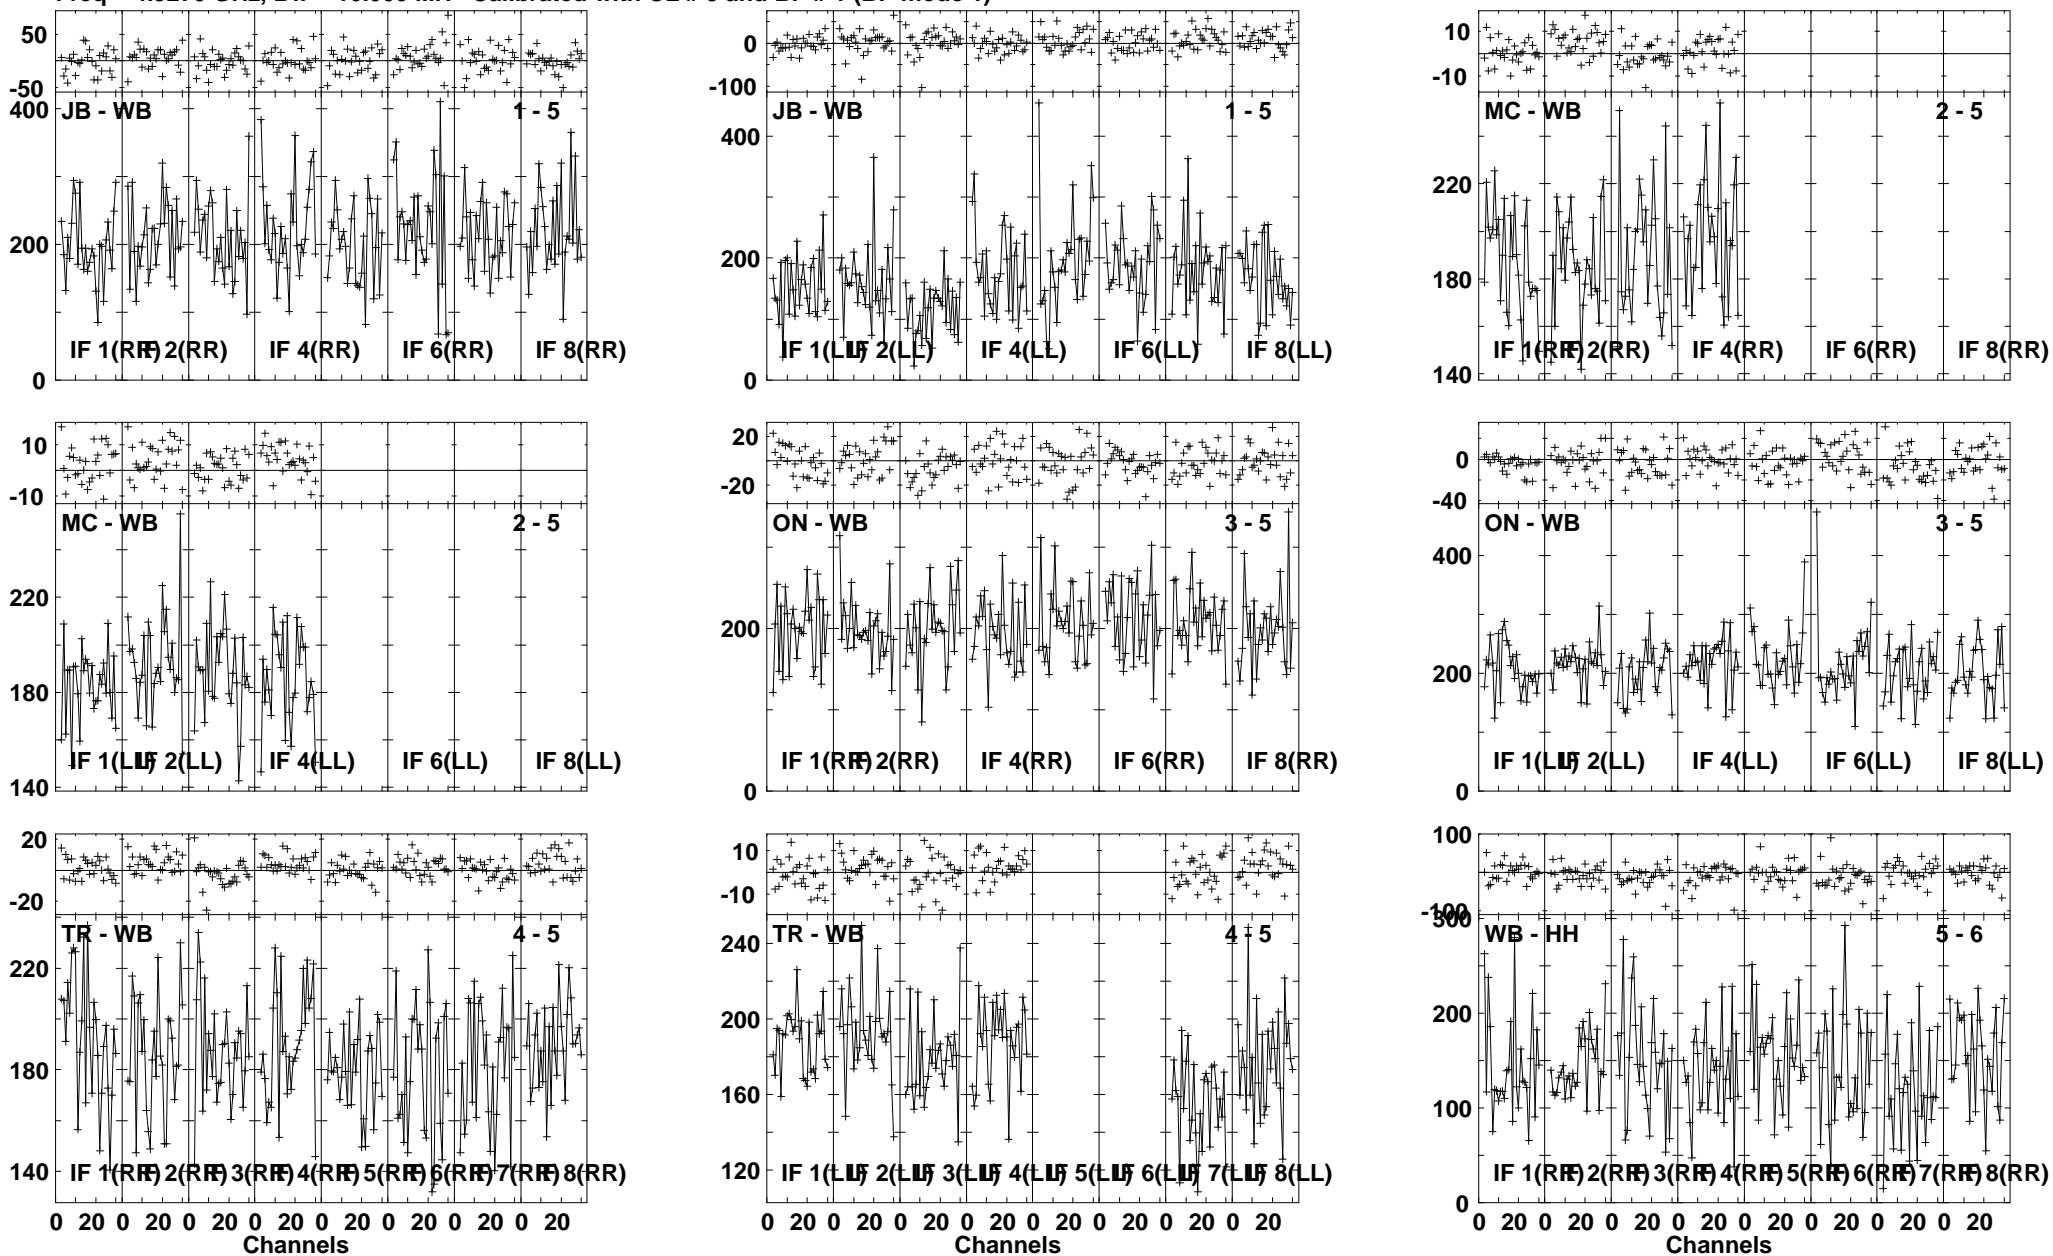 50
-50
400
200
0
JB - WB 1 - 5
IF 1(RR) IF 2(RR) IF 4(RR) IF 6(RR) IF 8(RR)
0
-100
400
200
0
JB - WB 1 - 5
IF 1(LL) IF 2(LL) IF 4(LL) IF 6(LL) IF 8(LL)
10
-10
220
180
140
MC - WB 2 - 5
IF 1(RR) IF 2(RR) IF 4(RR) IF 6(RR) IF 8(RR)
10
-10
220
180
140
MC - WB 2 - 5
IF 1(LL) IF 2(LL) IF 4(LL) IF 6(LL) IF 8(LL)
20
-20
200
0
ON - WB 3 - 5
IF 1(RR) IF 2(RR) IF 4(RR) IF 6(RR) IF 8(RR)
0
-40
400
200
0
ON - WB 3 - 5
IF 1(LL) IF 2(LL) IF 4(LL) IF 6(LL) IF 8(LL)
20
-20
220
180
140
TR - WB 4 - 5
IF 1(RR) IF 2(RR) IF 3(RR) IF 4(RR) IF 5(RR) IF 6(RR) IF 7(RR) IF 8(RR)
0 20 0 20 0 20 0 20 0 20 0 20 0 20 0 20
Channels
10
-10
240
200
160
120
TR - WB 4 - 5
IF 1(LL) IF 2(LL) IF 3(LL) IF 4(LL) IF 5(LL) IF 6(LL) IF 7(LL) IF 8(LL)
0 20 0 20 0 20 0 20 0 20 0 20 0 20 0 20
Channels
100
-100
300
200
100
0
WB - HH 5 - 6
IF 1(RR) IF 2(RR) IF 3(RR) IF 4(RR) IF 5(RR) IF 6(RR) IF 7(RR) IF 8(RR)
0 20 0 20 0 20 0 20 0 20 0 20 0 20 0 20
Channels